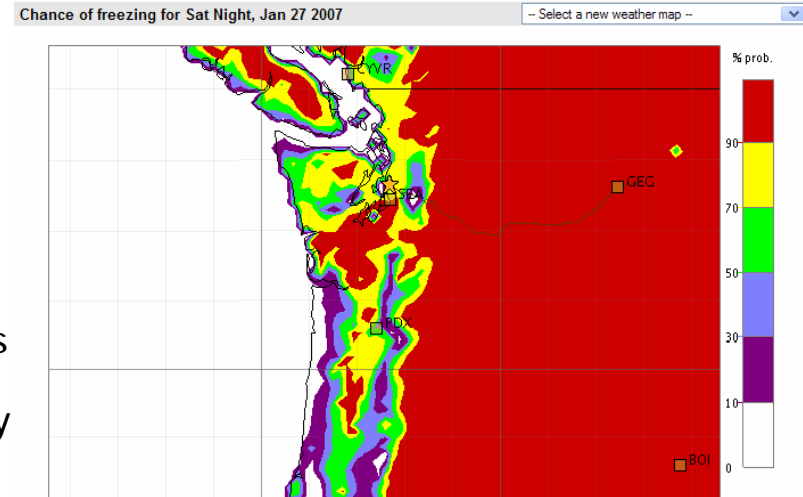 Chance of freezing for Sat Night, Jan 27 2007
-- Select a new weather map --
% prob.
CYVR
90
SEA
GEG
70
50
s
PDX
30
y
10
BOI
0